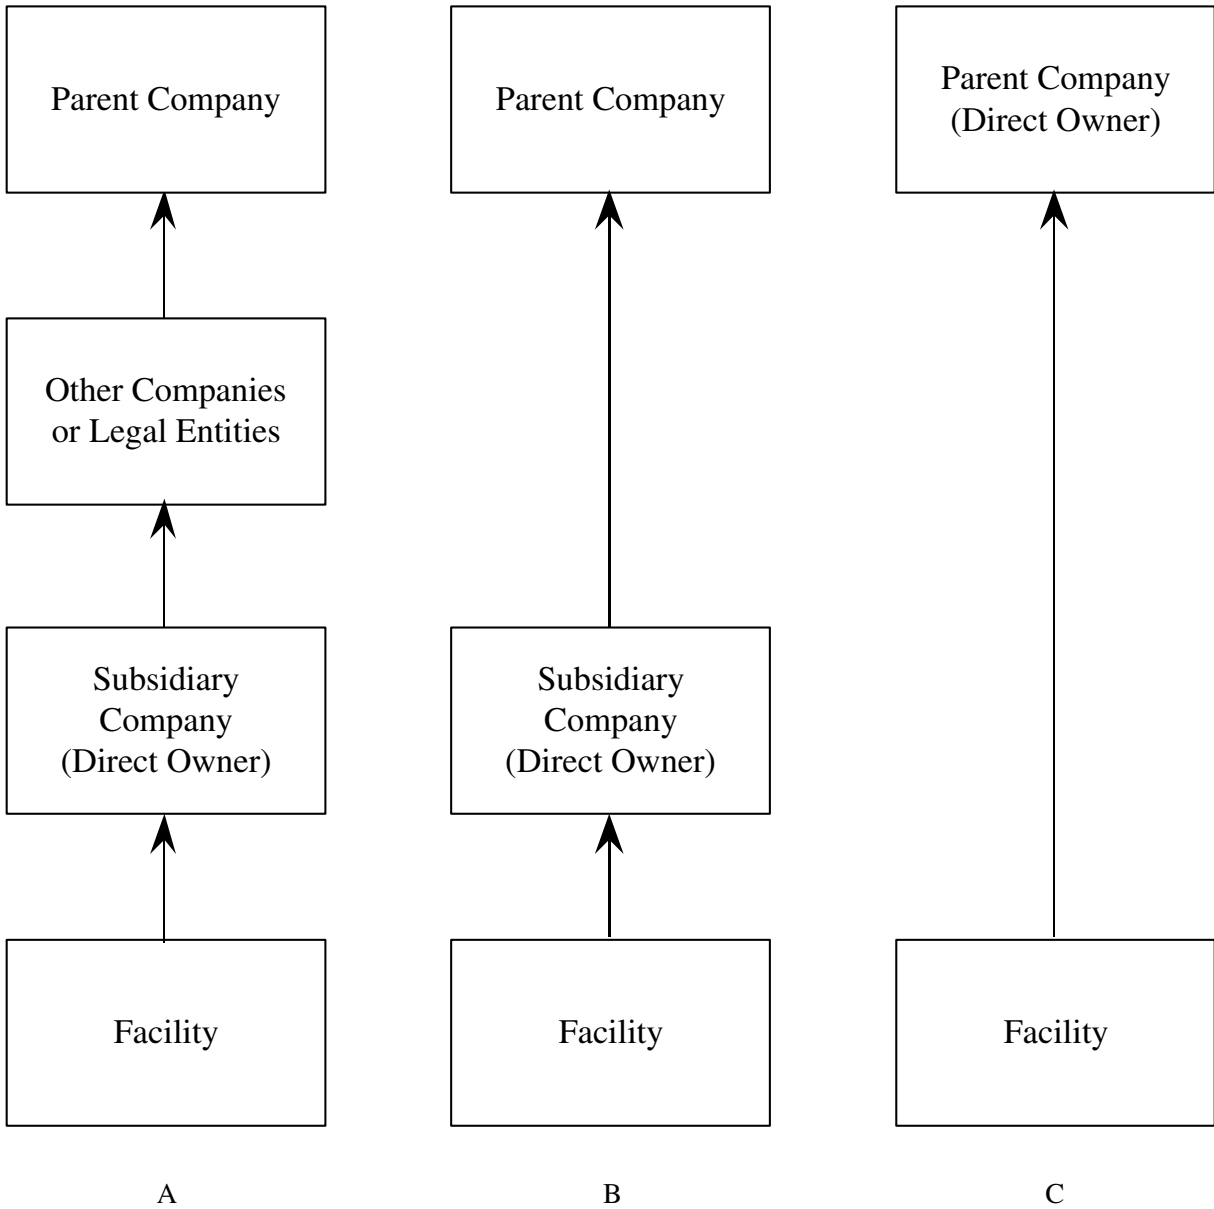 Parent Company
Other Companies
or Legal Entities
Subsidiary
Company
(Direct Owner)
Facility
A
Parent Company
Subsidiary
Company
(Direct Owner)
Facility
B
Parent Company
(Direct Owner)
Facility
C